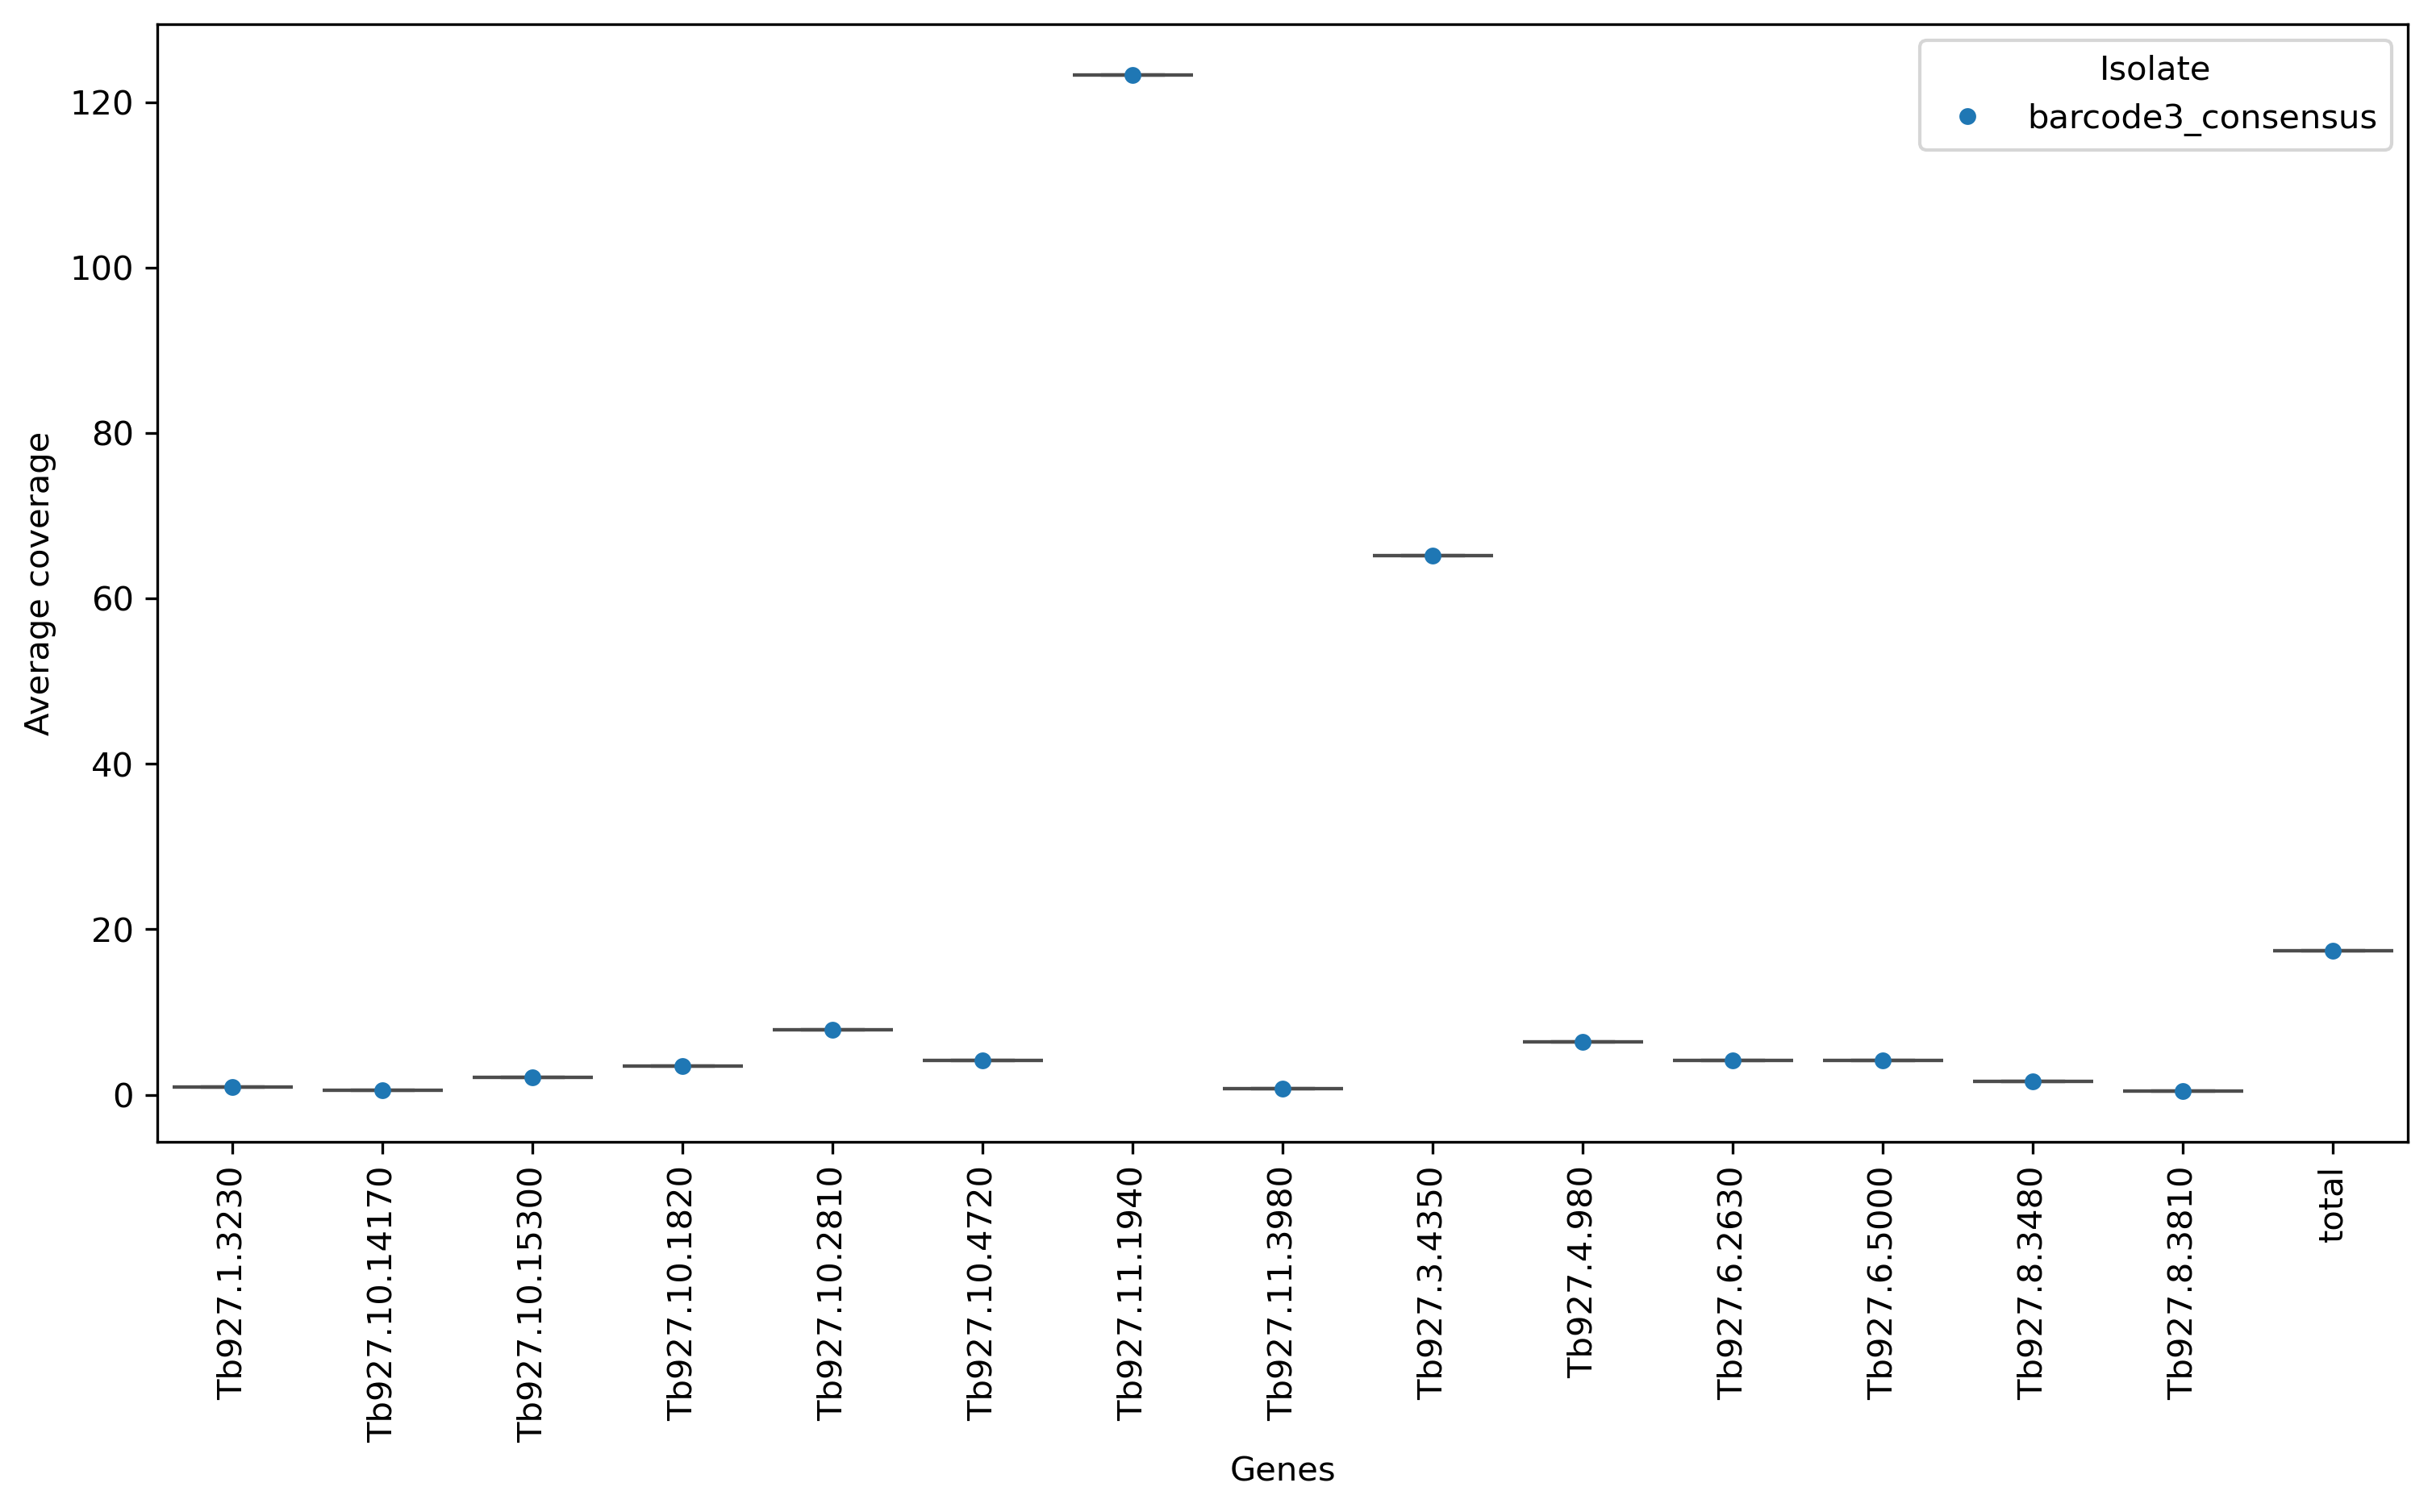 Isolate
barcode3_consensus
Average coverage
120
100
80
60
40
20
0
Tb927.1.3230
Tb927.10.14170
Tb927.10.15300
Tb927.10.1820
Tb927.10.2810
Tb927.10.4720
Tb927.11.1940
Tb927.11.3980
Tb927.3.4350
Tb927.4.980
Tb927.6.2630
Tb927.6.5000
Tb927.8.3480
Tb927.8.3810
total
Genes